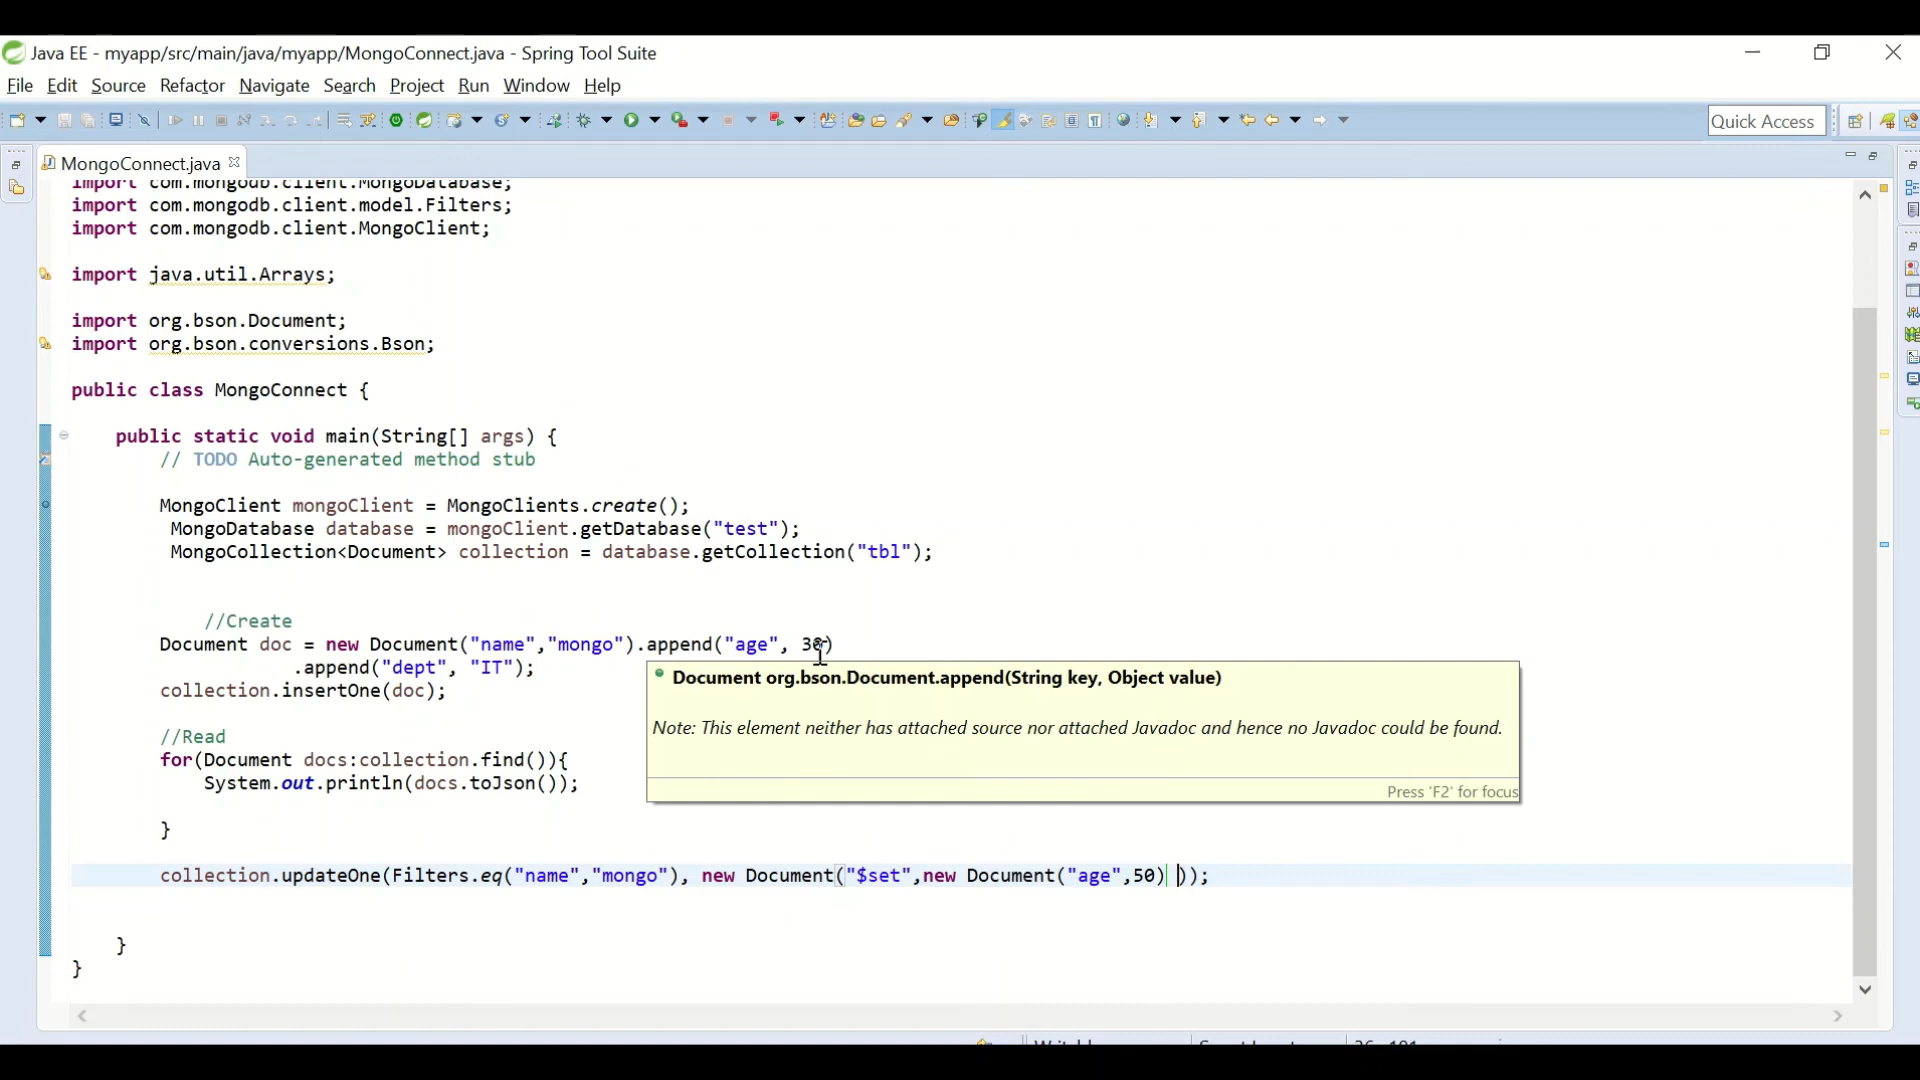 Java EE - myapp/src/main/java/myapp/MongoConnect.java - Spring Tool Suite
File Edit Source Refactor Navigate Search Project Run Window Help
Quick Access
MongoConnect.java
import com.mongodb.client.MongoDatabase;
import com.mongodb.client.model.Filters;
import com.mongodb.client.MongoClient;
import java.util.Arrays;
import org.bson.Document;
import org.bson.conversions.Bson;
public class MongoConnect {
public static void main(String[] args) {
// TODO Auto-generated method stub
MongoClient mongoClient = MongoClients.create();
MongoDatabase database = mongoClient.getDatabase("test");
MongoCollection<Document> collection = database.getCollection("tbl");
//Create
Document doc = new Document("name","mongo").append("age", 30)
.append("dept", "IT");
collection.insertOne(doc);
Document org.bson.Document.append(String key, Object value)
Note: This element neither has attached source nor attached Javadoc and hence no Javadoc could be found.
Press 'F2' for focus
//Read
for(Document docs:collection.find()){
System.out.println(docs.toJson());
}
collection.updateOne(Filters.eq("name","mongo"), new Document("$set",new Document("age",50) ));
}
}